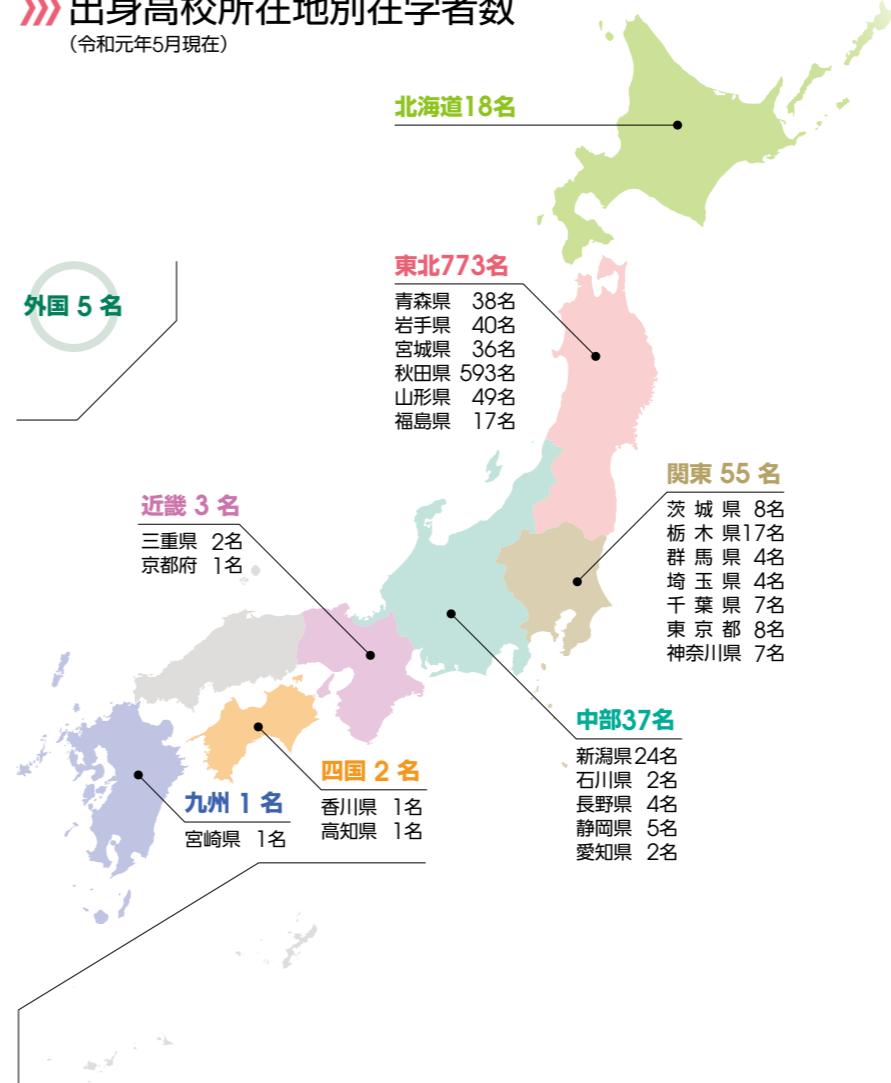 出身高校所在地別在学者数
（令和元年5月現在）
北海道18名
東北773名
青森県 38名
岩手県 40名
宮城県 36名
秋田県 593名
山形県 49名
福島県 17名
外国 5 名
関東 55 名
茨城県 8名
栃木県17名
群馬県 4名
埼玉県 4名
千葉県 7名
東京都 8名
神奈川県 7名
近畿 3 名
三重県 2名
京都府 1名
中部37名
新潟県24名
石川県 2名
長野県 4名
静岡県 5名
愛知県 2名
四国 2 名
香川県 1名
高知県 1名
九州 1 名
宮崎県 1名